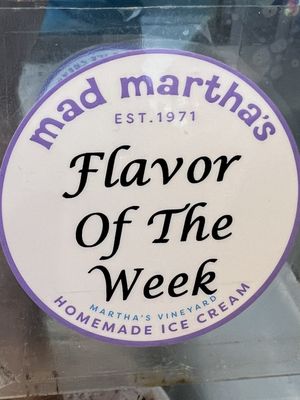 mad martha's
EST.1971
Flavor
Of The
Week
MARTHA'S VINEYARD
HOMEMADE ICE CREAM